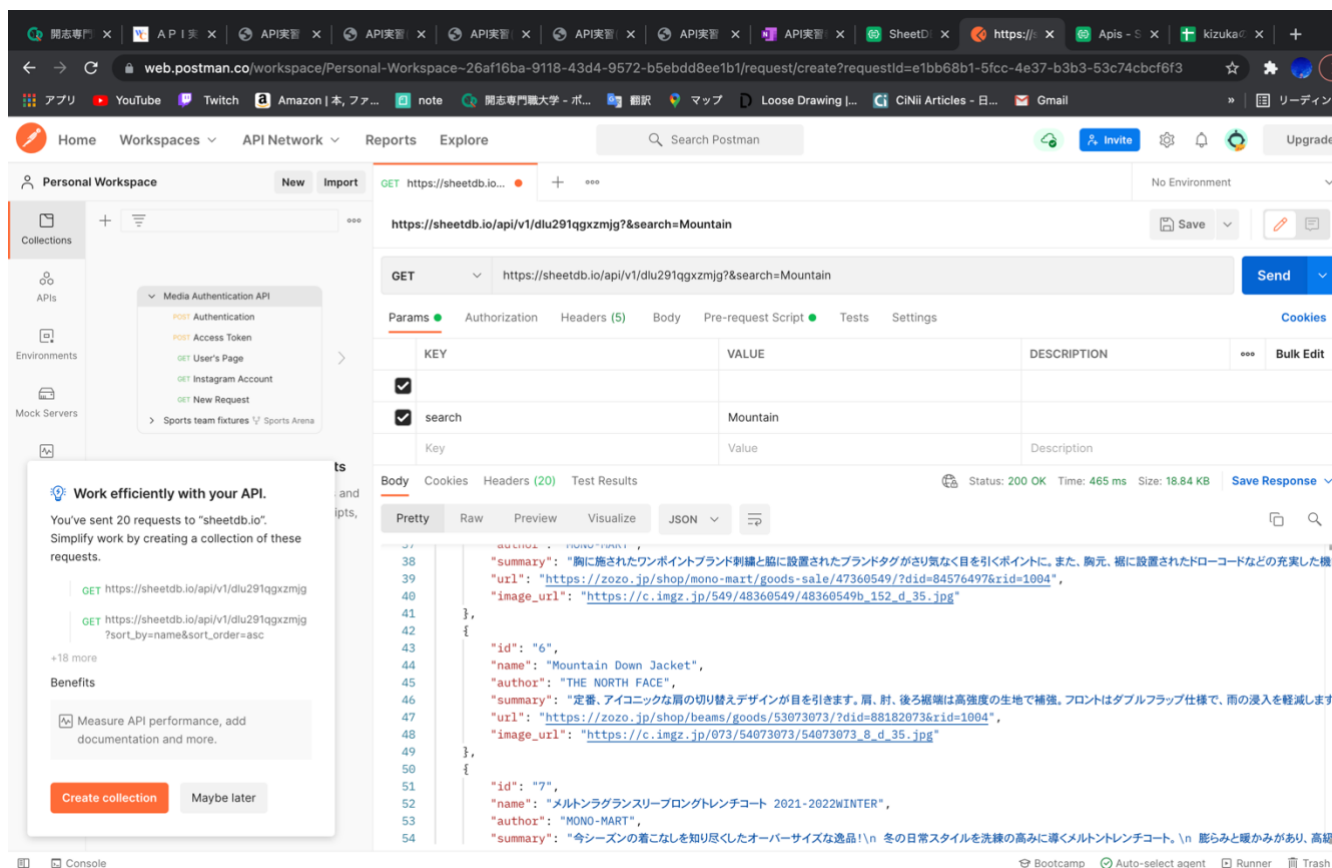 開志専門 ＡＰＩ実 API実習 API実習 API実習 API実習 API実習 API実習 SheetD https://s Apis - S kizuka
web.postman.co/workspace/Personal-Workspace~26af16ba-9118-43d4-9572-b5ebdd8ee1b1/request/create?requestId=e1bb68b1-5fcc-4e37-b3b3-53c74cbcf6f3
アプリ YouTube Twitch Amazon | 本, ファ... note 開志専門職大学 - ポ... 翻訳 マップ Loose Drawing |... CiNii Articles - 日... Gmail » リーディン
Home Workspaces API Network Reports Explore Search Postman Invite Upgrade
Personal Workspace New Import GET https://sheetdb.io... No Environment
https://sheetdb.io/api/v1/dlu291qgxzmjg?&search=Mountain Save
Collections
APIs
Environments
Mock Servers
Media Authentication API
POST Authentication
POST Access Token
GET User's Page
GET Instagram Account
GET New Request
Sports team fixtures Sports Arena
GET https://sheetdb.io/api/v1/dlu291qgxzmjg?&search=Mountain Send
Params Authorization Headers (5) Body Pre-request Script Tests Settings Cookies
KEY VALUE DESCRIPTION Bulk Edit
search Mountain
Key Value Description
ts
and
ipts,
Work efficiently with your API.
You've sent 20 requests to "sheetdb.io".
Simplify work by creating a collection of these
requests.
GET https://sheetdb.io/api/v1/dlu291qgxzmjg
GET https://sheetdb.io/api/v1/dlu291qgxzmjg
?sort_by=name&sort_order=asc
+18 more
Benefits
Measure API performance, add
documentation and more.
Create collection Maybe later
Body Cookies Headers (20) Test Results Status: 200 OK Time: 465 ms Size: 18.84 KB Save Response
Pretty Raw Preview Visualize JSON
37 "author": "MONO-MART",
38 "summary": "胸に施されたワンポイントブランド刺繍と脇に設置されたブランドタグがさり気なく目を引くポイントに。また、胸元、裾に設置されたドローコードなどの充実した機
39 "url": "https://zozo.jp/shop/mono-mart/goods-sale/47360549/?did=84576497&rid=1004",
40 "image_url": "https://c.imgz.jp/549/48360549/48360549b_152_d_35.jpg"
41 },
42 {
43 "id": "6",
44 "name": "Mountain Down Jacket",
45 "author": "THE NORTH FACE",
46 "summary": "定番、アイコニックな肩の切り替えデザインが目を引きます。肩、肘、後ろ裾端は高強度の生地で補強。フロントはダブルフラップ仕様で、雨の浸入を軽減します
47 "url": "https://zozo.jp/shop/beams/goods/53073073/?did=88182073&rid=1004",
48 "image_url": "https://c.imgz.jp/073/54073073/54073073_8_d_35.jpg"
49 },
50 {
51 "id": "7",
52 "name": "メルトンラグランスリーブロングトレンチコート 2021-2022WINTER",
53 "author": "MONO-MART",
54 "summary": "今シーズンの着こなしを知り尽くしたオーバーサイズな逸品!\n 冬の日常スタイルを洗練の高みに導くメルトントレンチコート。\n 膨らみと暖かみがあり、高級
Console Bootcamp Auto-select agent Runner Trash